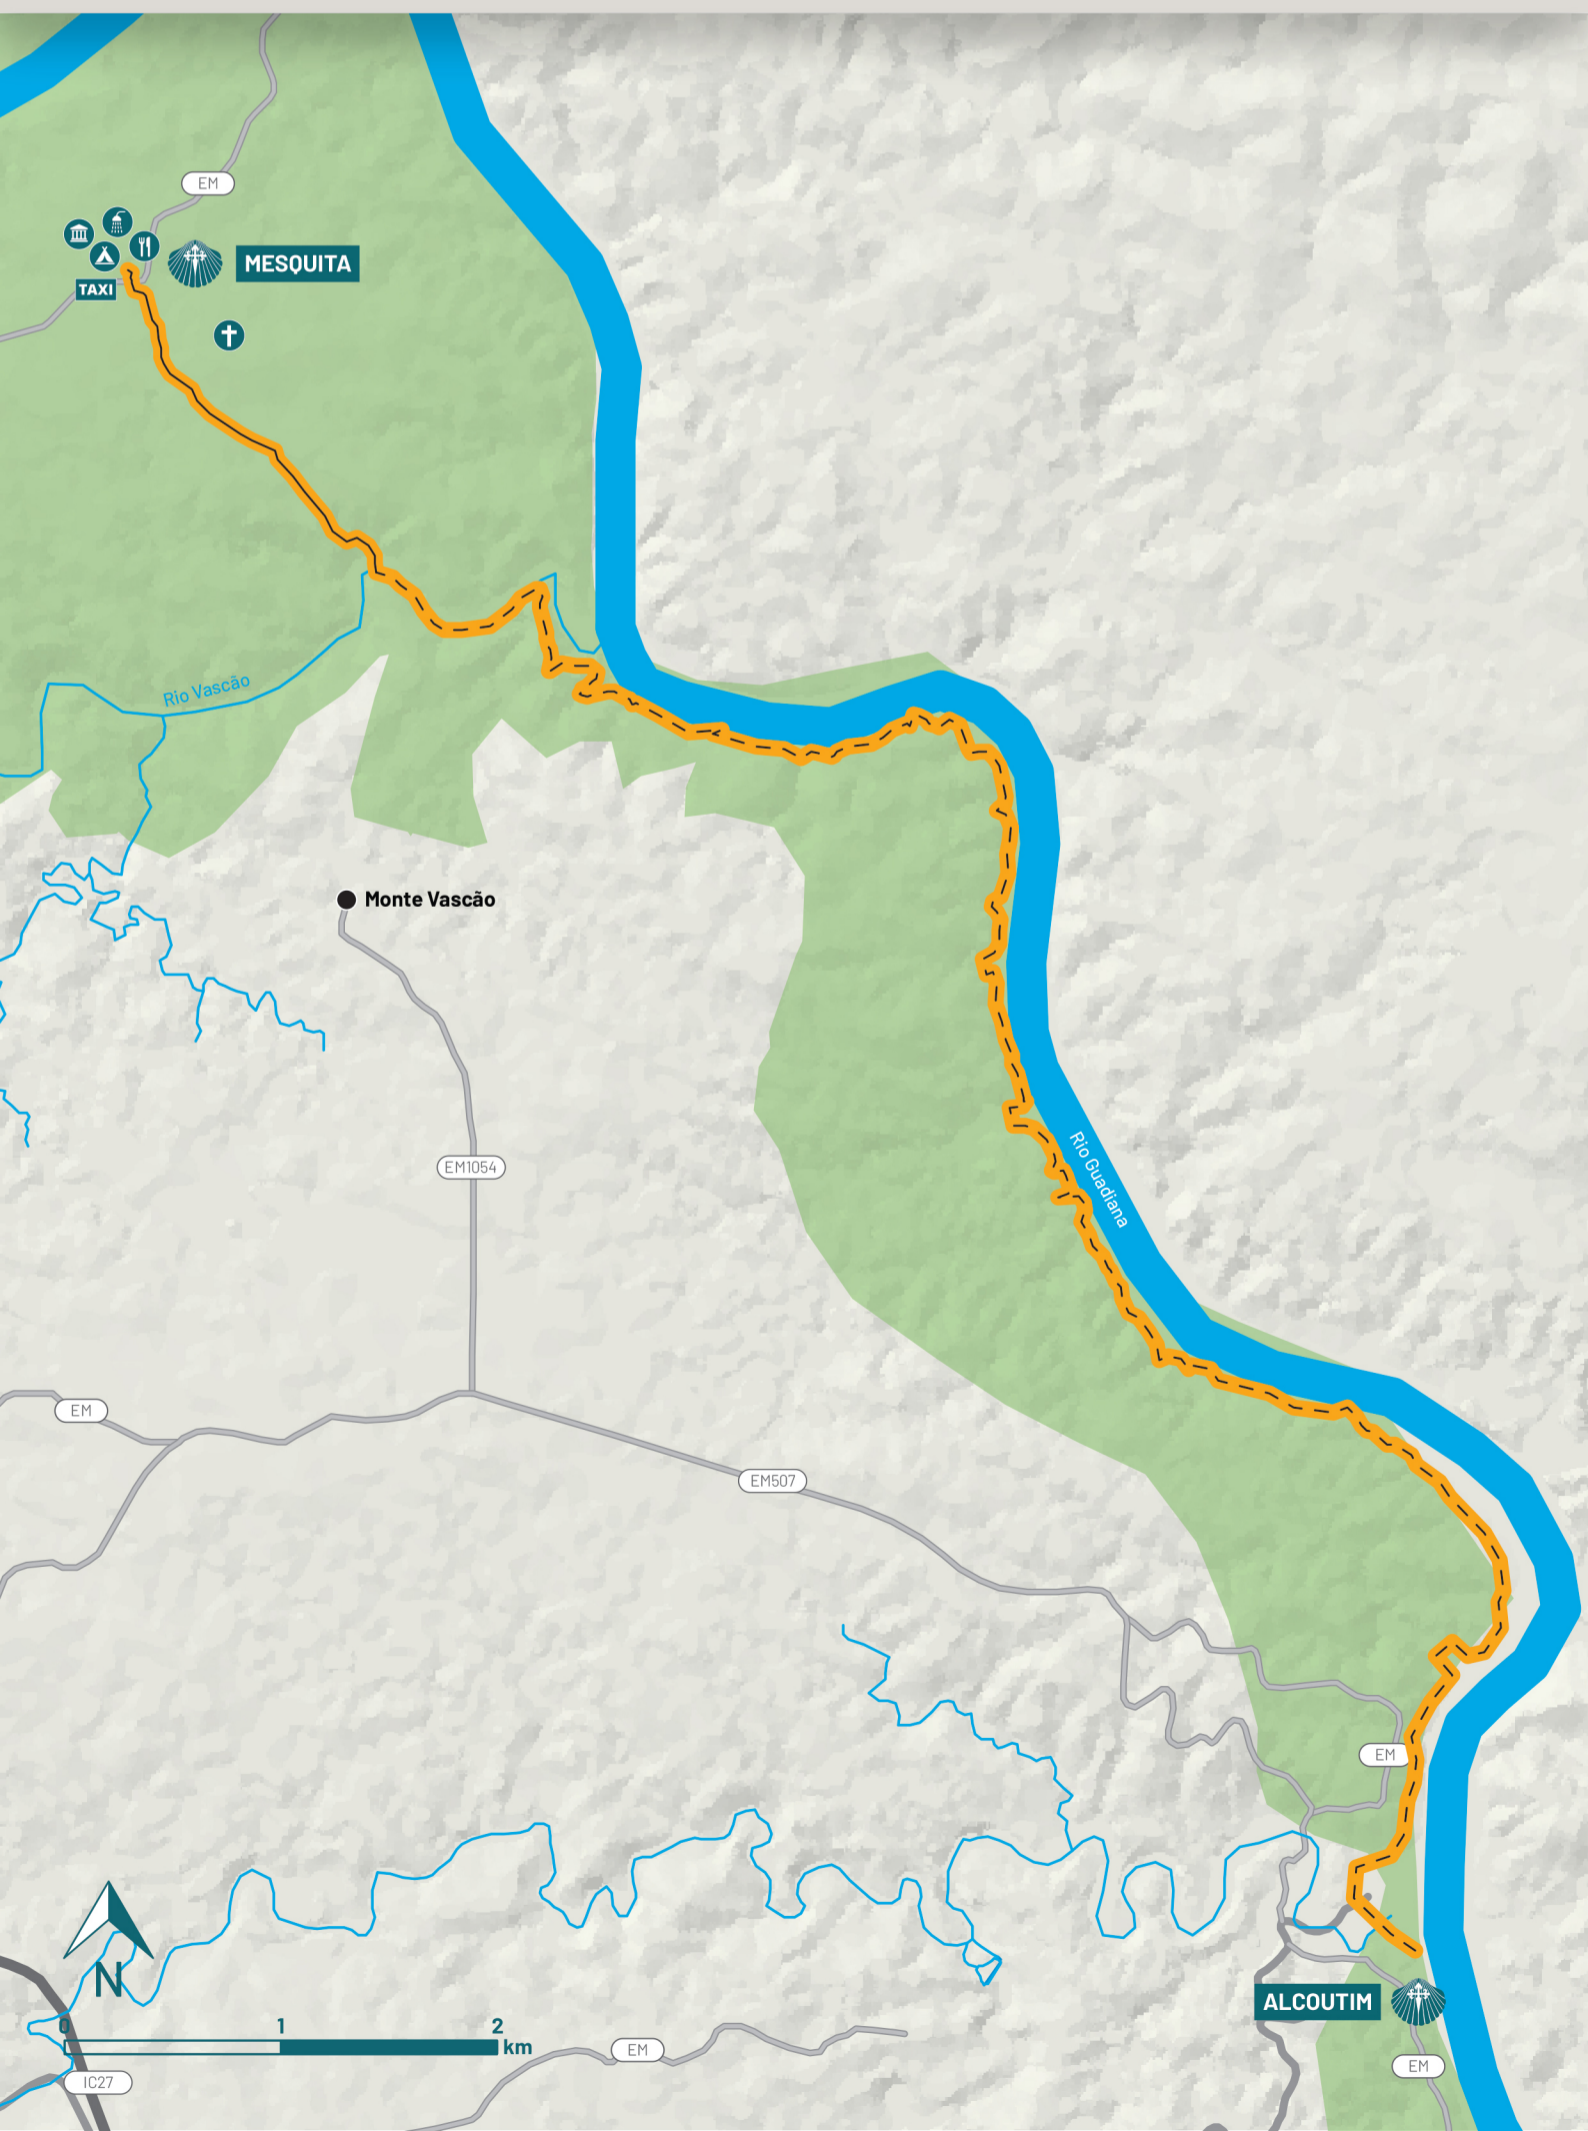 EM
MESQUITA
TAXI
Rio Vascão
Monte Vascão
EM1054
Rio Guadiana
EM
EM507
EM
N
ALCOUTIM
0 1 2
km
EM
EM
IC27